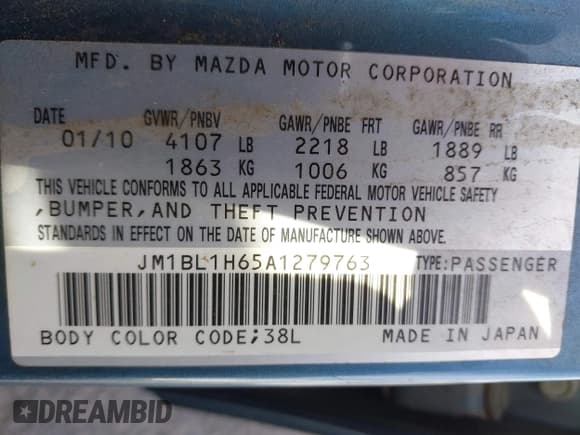 MFD. BY MAZDA MOTOR CORPORATION
DATE GVWR/PNBV GAWR/PNBE FRT GAWR/PNBE RR
01/10 4107 LB 2218 LB 1889 LB
1863 KG 1006 KG 857 KG
THIS VEHICLE CONFORMS TO ALL APPLICABLE FEDERAL MOTOR VEHICLE SAFETY
,BUMPER,AND THEFT PREVENTION
STANDARDS IN EFFECT ON THE DATE OF MANUFACTURE SHOWN ABOVE.
JM1BL1H65A1279763 TYPE:PASSENGER
BODY COLOR CODE;38L MADE IN JAPAN
DREAMBID